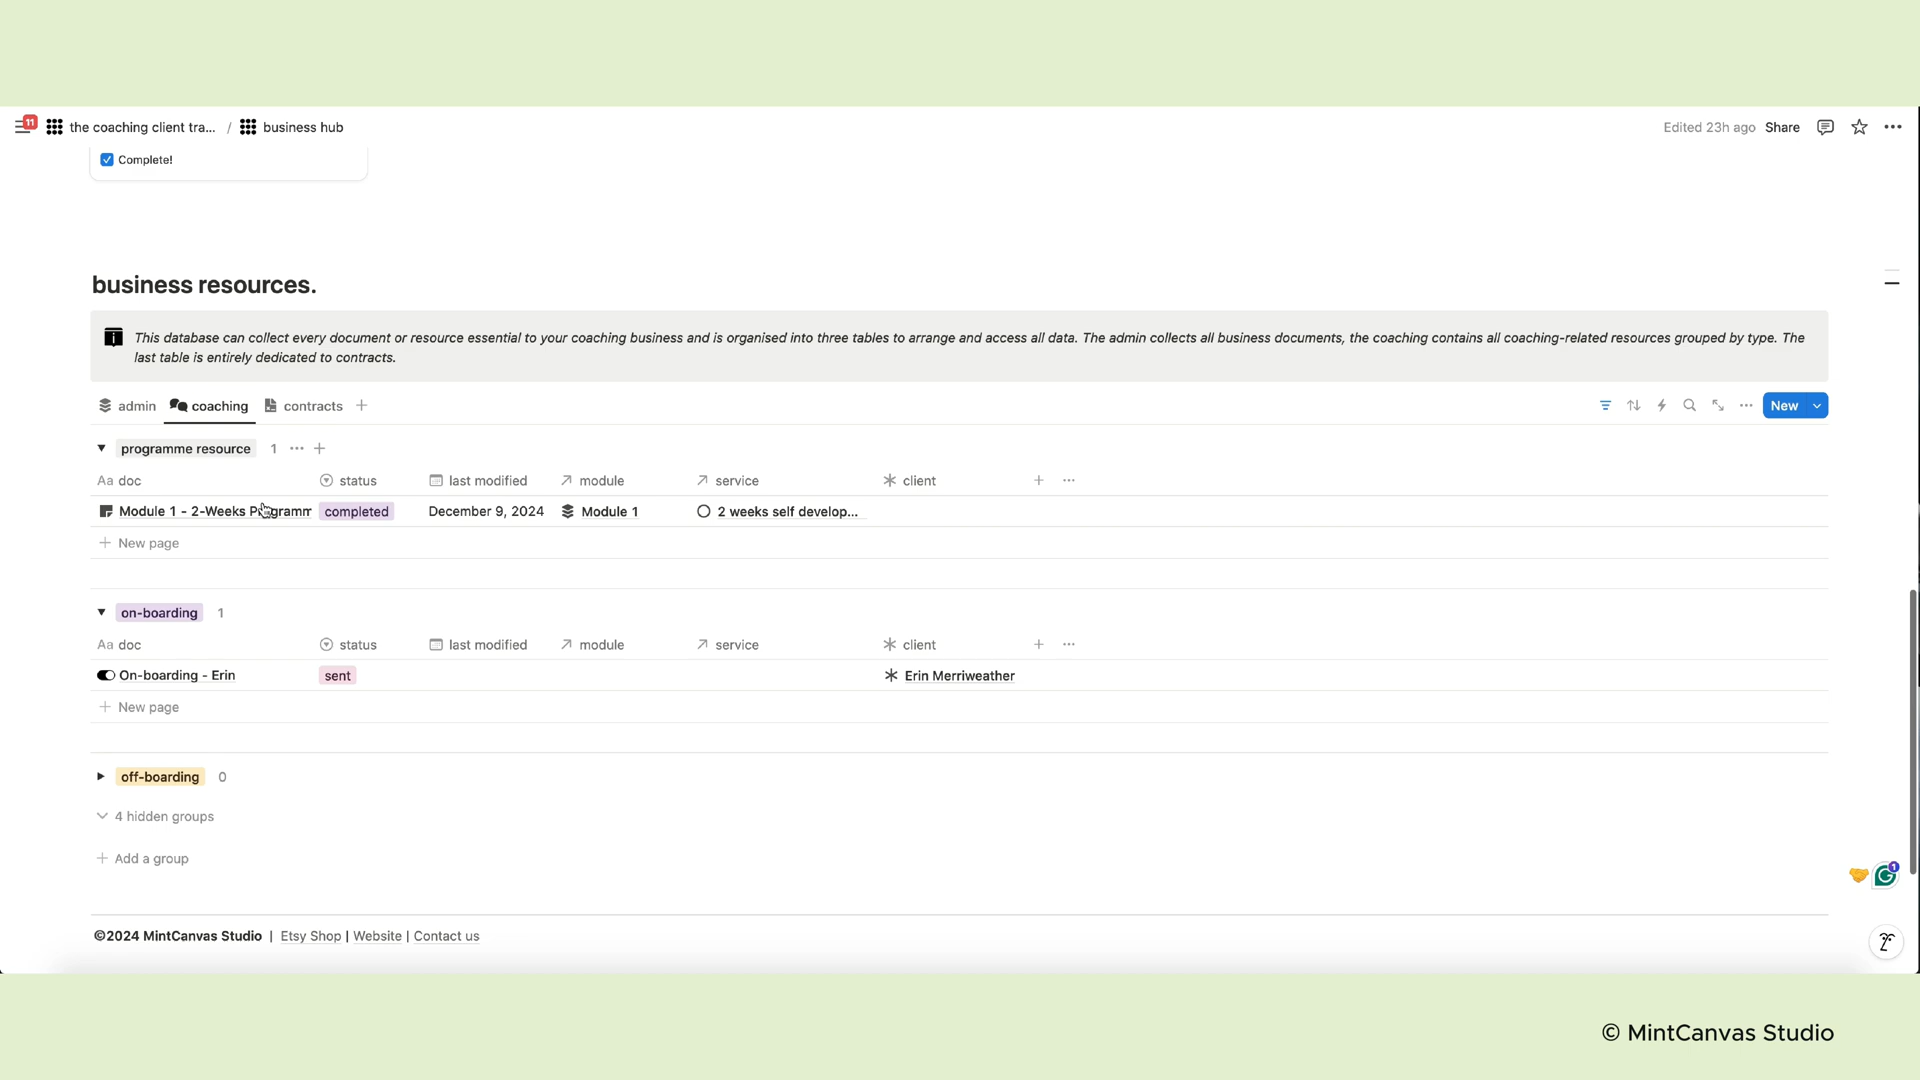 11 the coaching client tra... / business hub Edited 23h ago Share
Complete!
business resources.
This database can collect every document or resource essential to your coaching business and is organised into three tables to arrange and access all data. The admin collects all business documents, the coaching contains all coaching-related resources grouped by type. The
last table is entirely dedicated to contracts.
admin coaching contracts New
programme resource 1
Aa doc status last modified module service client
Module 1 - 2-Weeks Programm completed December 9, 2024 Module 1 2 weeks self develop...
New page
on-boarding 1
Aa doc status last modified module service client
On-boarding - Erin sent Erin Merriweather
New page
off-boarding 0
4 hidden groups
Add a group
1
©2024 MintCanvas Studio | Etsy Shop | Website | Contact us
© MintCanvas Studio